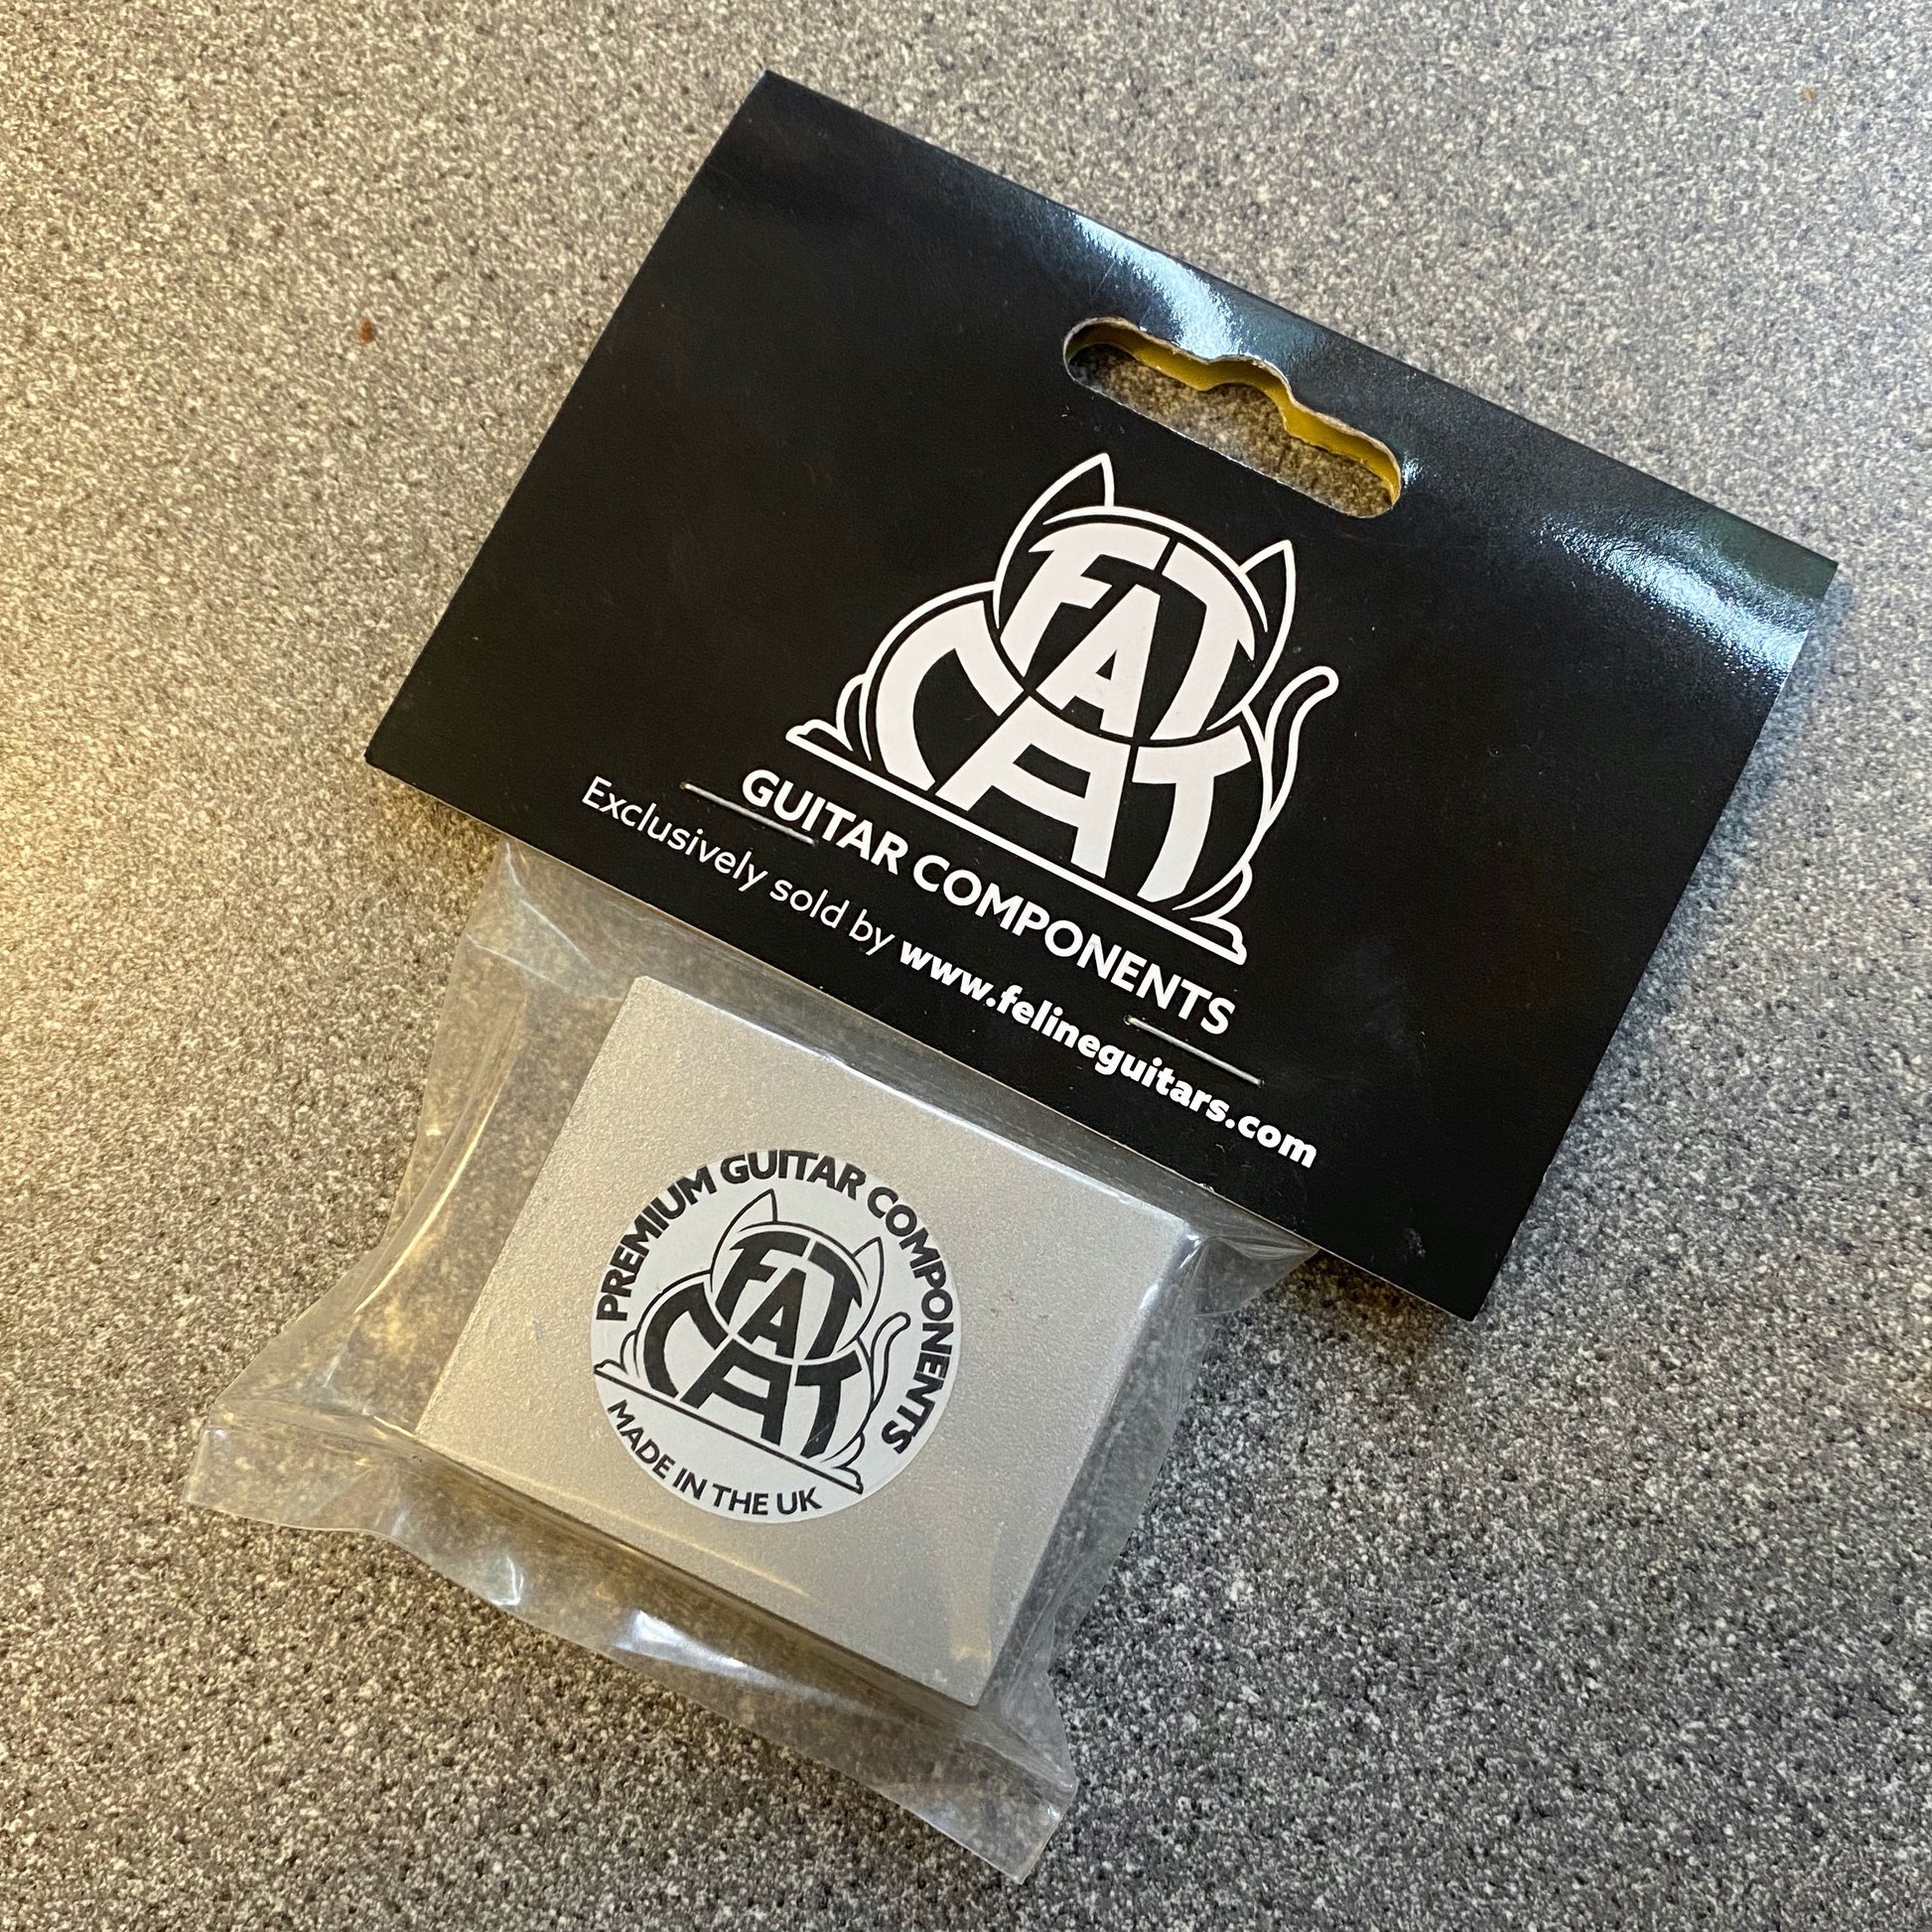 FAT
CAT
GUITAR COMPONENTS
Exclusively sold by www.felineguitars.com
PREMIUM GUITAR COMPONENTS
FAT
CAT
MADE IN THE UK